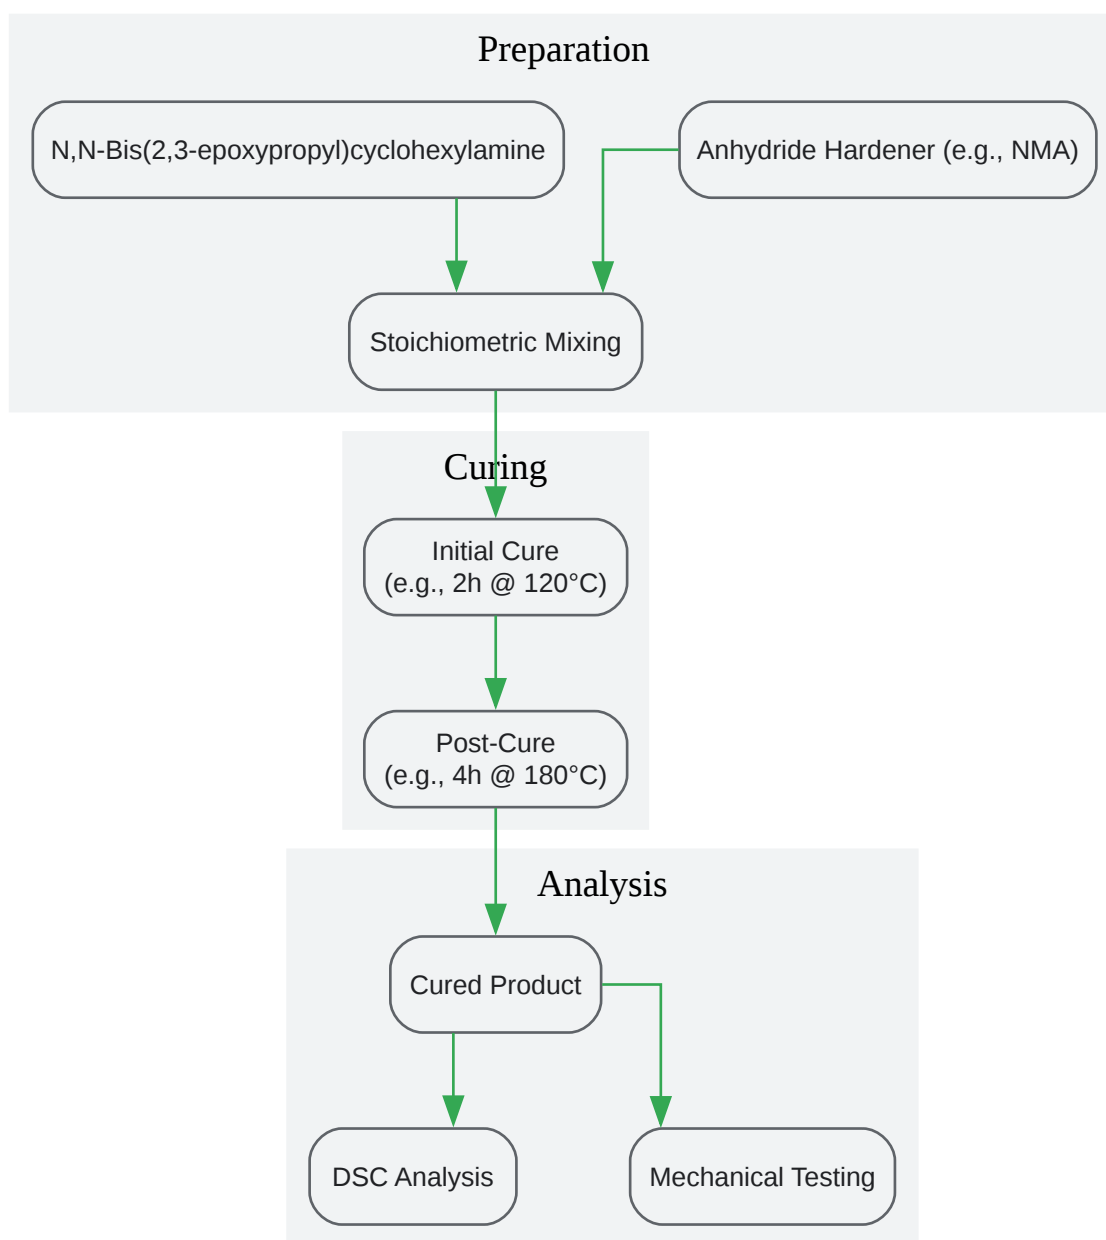 Preparation
N,N-Bis(2,3-epoxypropyl)cyclohexylamine
Anhydride Hardener (e.g., NMA)
Stoichiometric Mixing
Curing
Initial Cure
(e.g., 2h @ 120°C)
Post-Cure
(e.g., 4h @ 180°C)
Analysis
Cured Product
DSC Analysis
Mechanical Testing